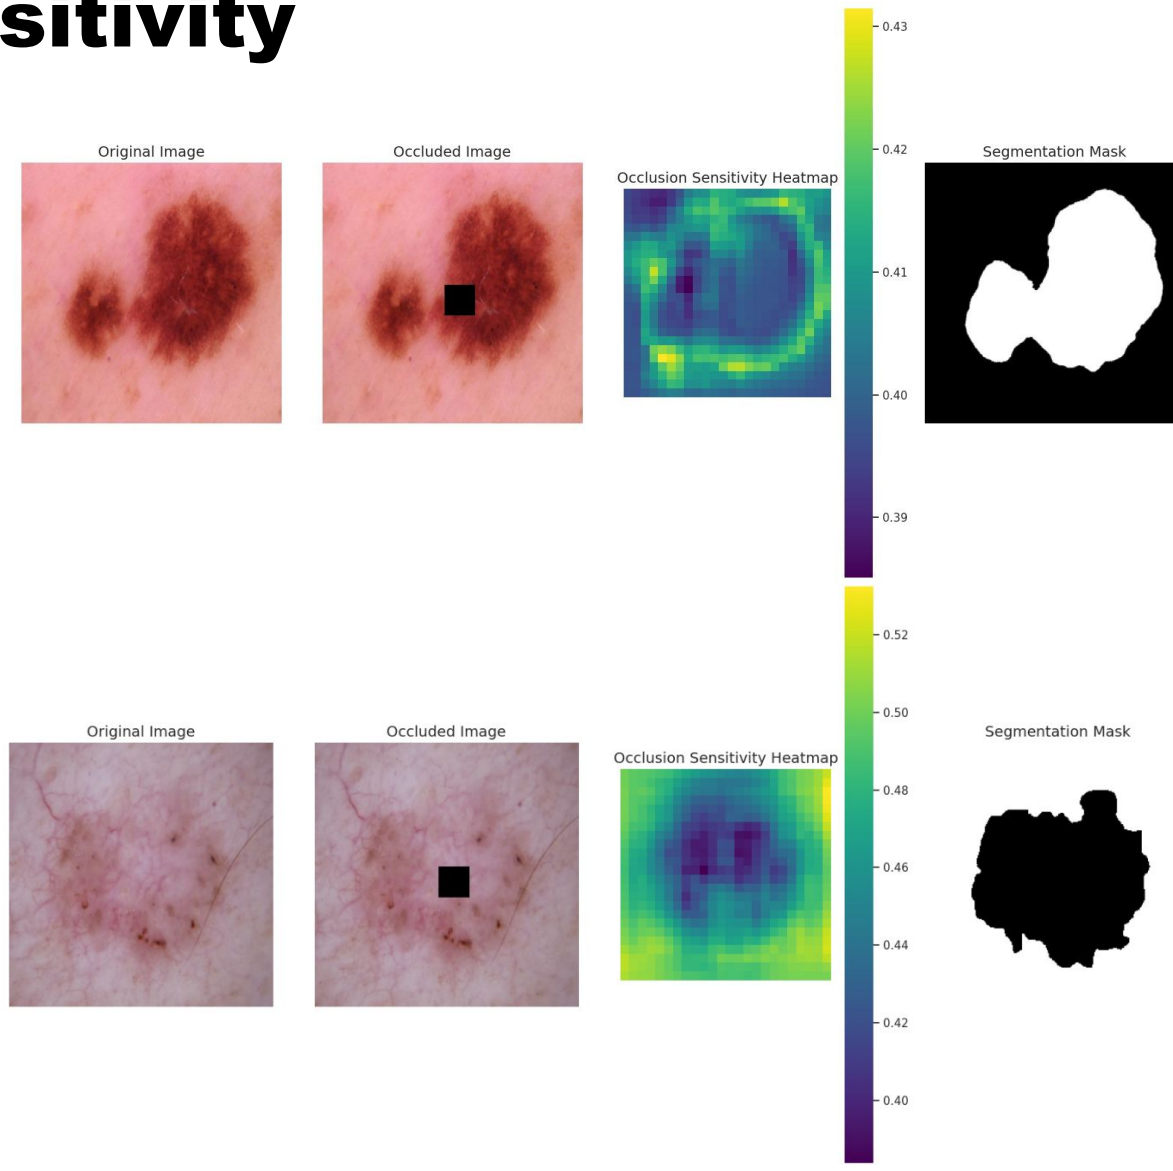 sitivity
Original Image
Occluded Image
Occlusion Sensitivity Heatmap
0.43
0.42
0.41
0.40
0.39
Segmentation Mask
Original Image
Occluded Image
Occlusion Sensitivity Heatmap
0.52
0.50
0.48
0.46
0.44
0.42
0.40
Segmentation Mask